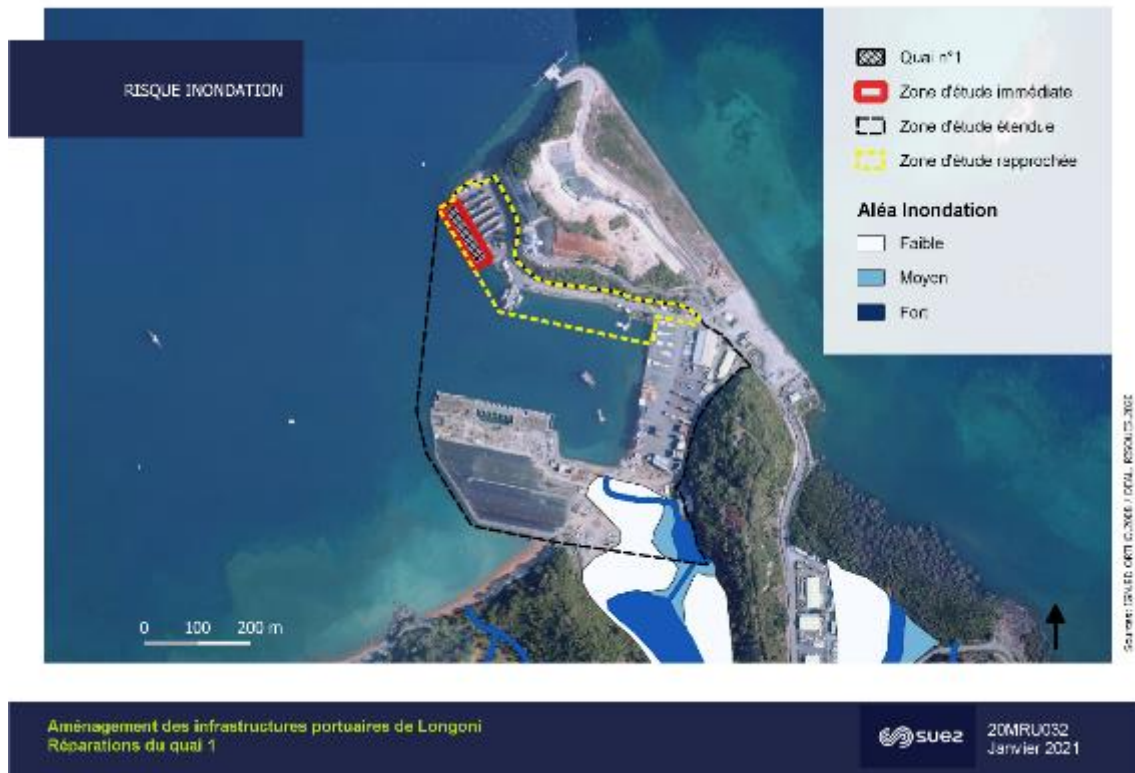 RISQUE INONDATION
Quai n°1
Zone d'étude immédiate
Zone d'étude étendue
Zone d'étude rapprochée
Aléa Inondation
Faible
Moyen
Fort
0 100 200 m
Aménagement des infrastructures portuaires de Longoni
Réparations du quai 1
suez
20MRU032
Janvier 2021